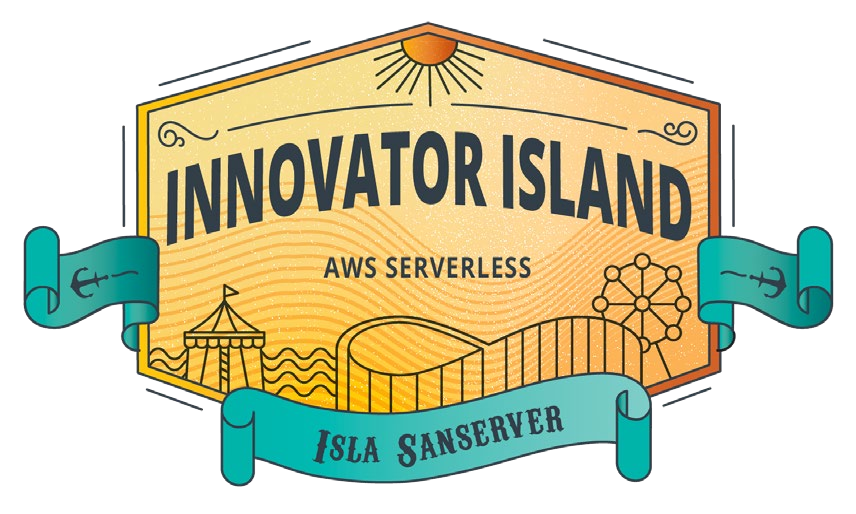 INNOVATOR ISLAND
AWS SERVERLESS
ISLA SANSERVER